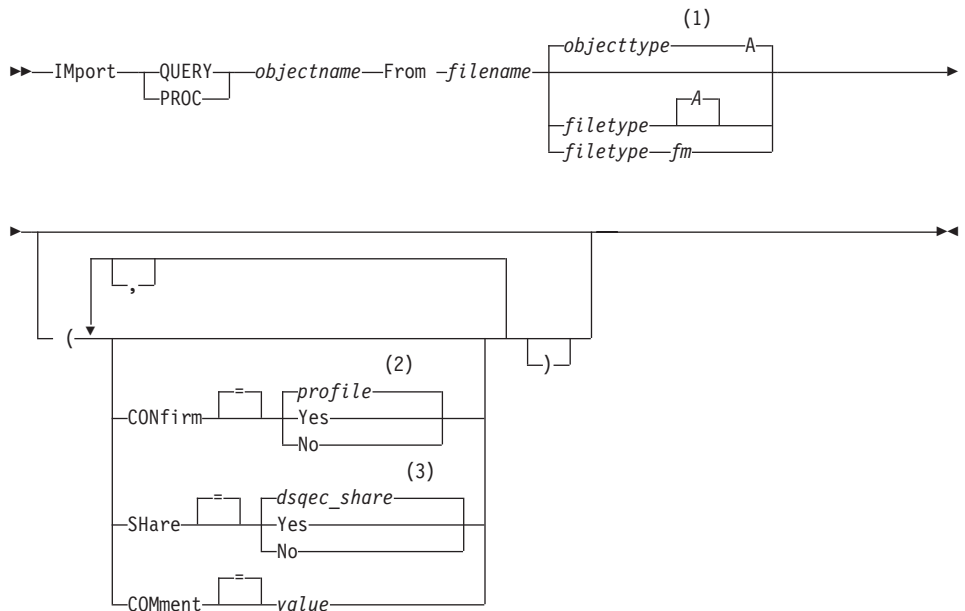 (1)
objecttype A
IMport QUERY objectname From filename
PROC
A
filetype
filetype fm
,
(
)
(2)
= profile
CONfirm Yes
No
(3)
= dsqec_share
SHare Yes
No
=
COMment value